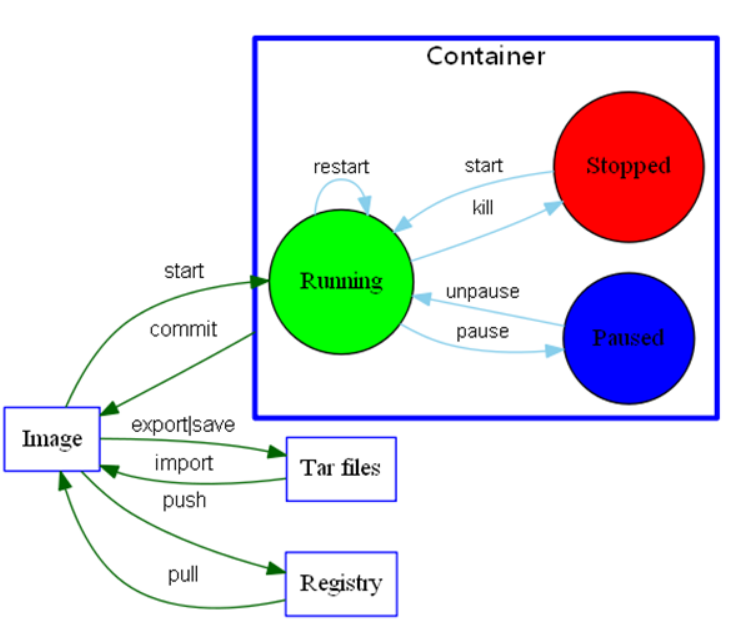 Container
restart
start
Stopped
kill
Running
start
unpause
commit
pause
Paused
Image
export|save
import
Tar files
push
pull
Registry